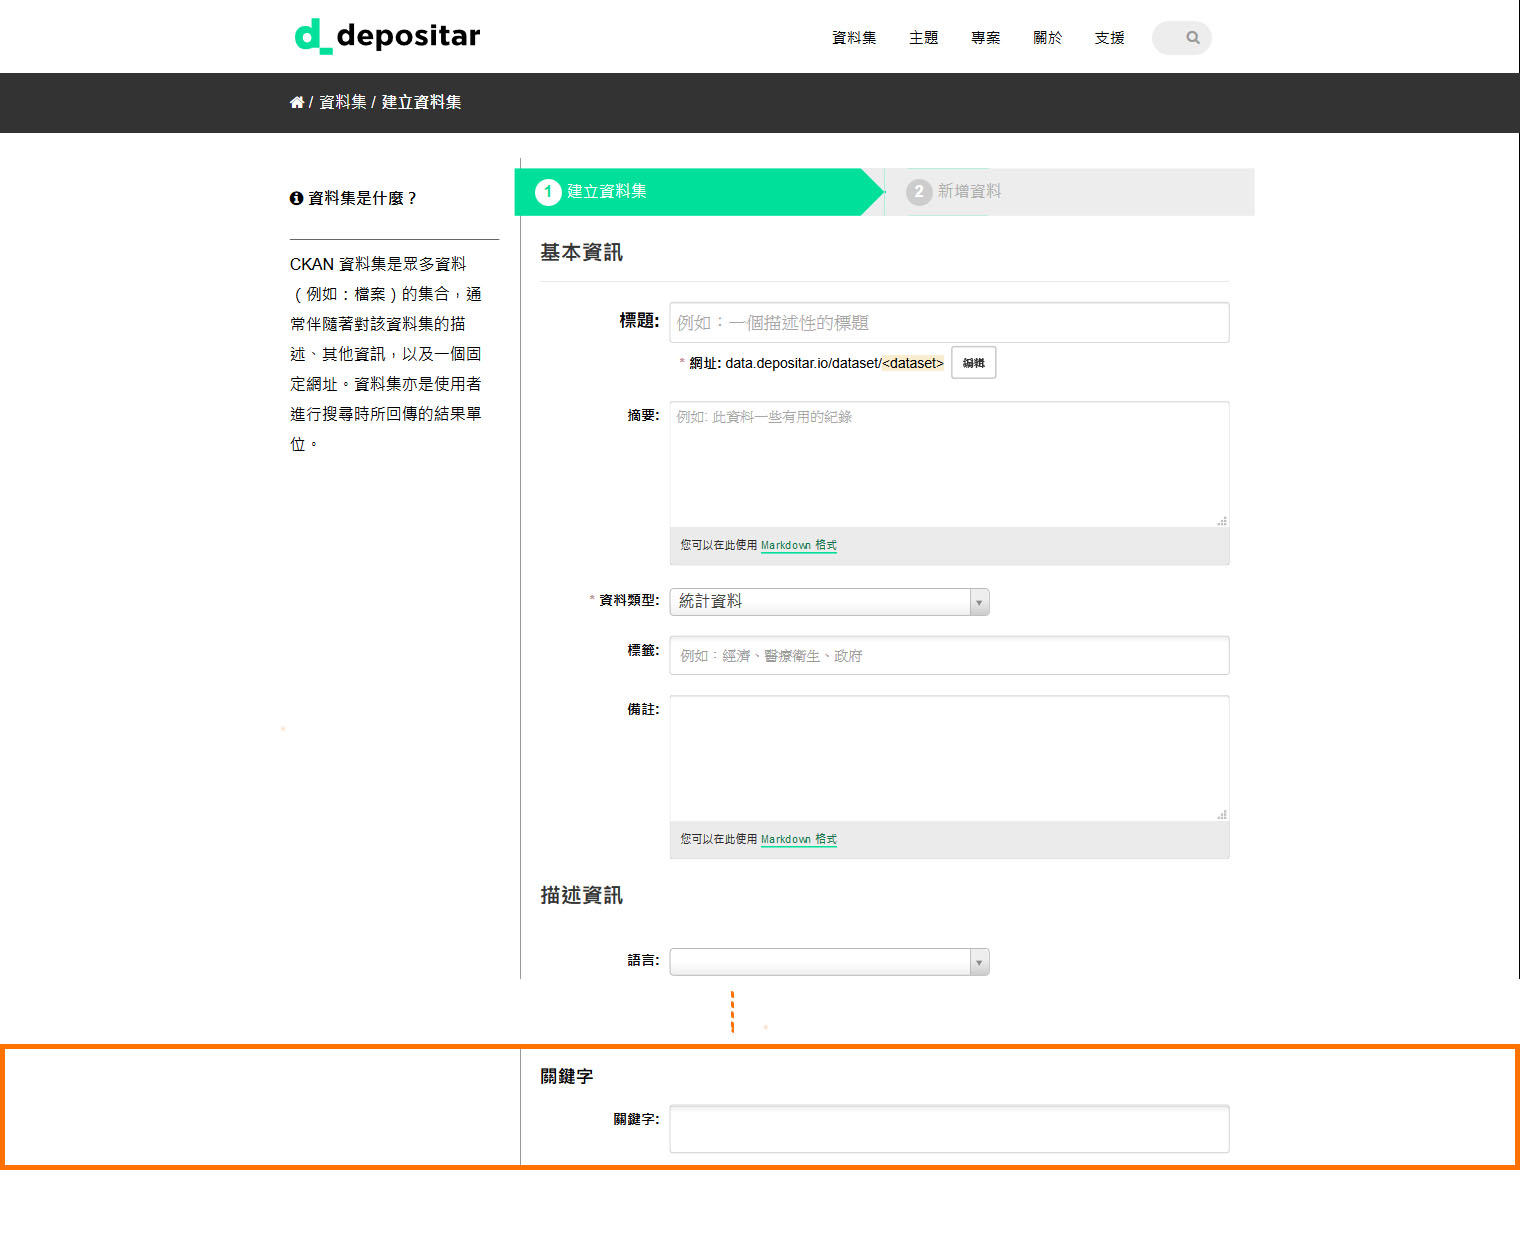 depositar
資料集 主題 專案 關於 支援
/ 資料集 / 建立資料集
資料集是什麼？
CKAN 資料集是眾多資料
（例如：檔案）的集合，通
常伴隨著對該資料集的描
述、其他資訊，以及一個固
定網址。資料集亦是使用者
進行搜尋時所回傳的結果單
位。
1 建立資料集
2 新增資料
基本資訊
標題: 例如：一個描述性的標題
* 網址: data.depositar.io/dataset/<dataset> 編輯
摘要: 例如: 此資料一些有用的紀錄
您可以在此使用 Markdown 格式
* 資料類型: 統計資料
標籤: 例如：經濟、醫療衛生、政府
備註:
您可以在此使用 Markdown 格式
描述資訊
語言:
關鍵字
關鍵字: